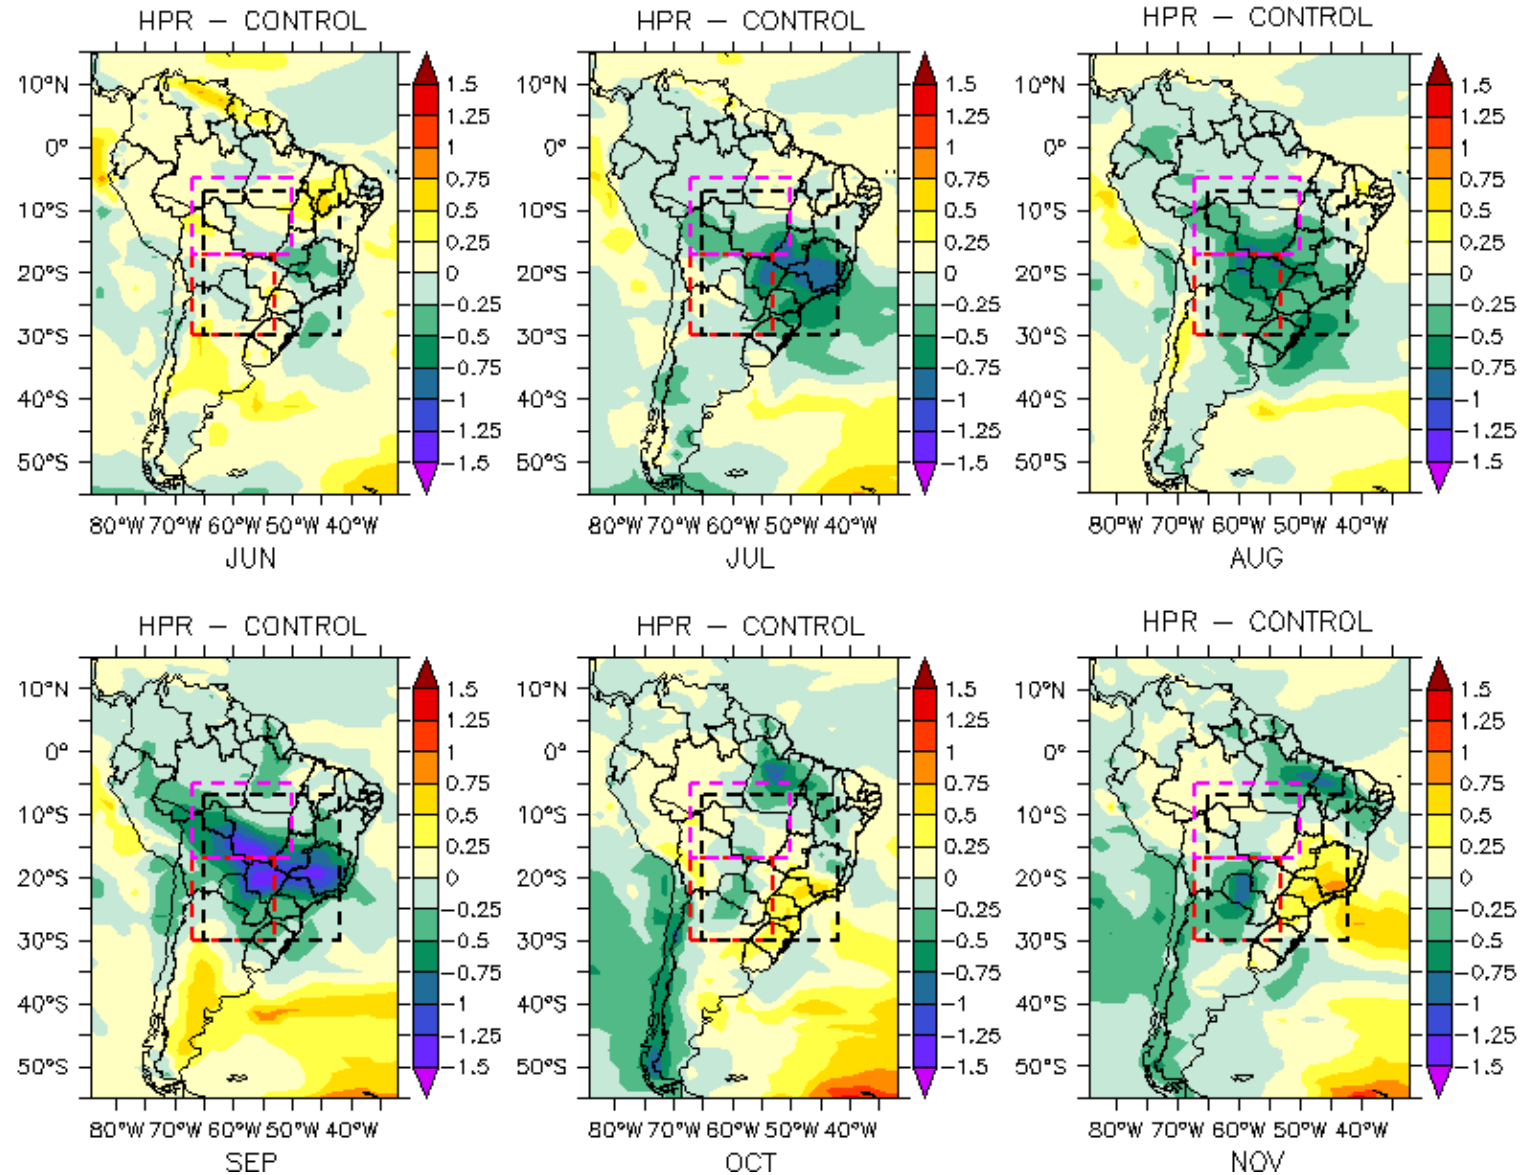 HPR – CONTROL HPR – CONTROL HPR – CONTROL
10°N 1.5 10°N 1.5 10°N 1.5
1.25 1.25 1.25
0° 1 0° 1 0° 1
0.75 0.75 0.75
10°S 0.5 10°S 0.5 10°S 0.5
0.25 0.25 0.25
20°S 0 20°S 0 20°S 0
−0.25 −0.25 −0.25
30°S −0.5 30°S −0.5 30°S −0.5
−0.75 −0.75 −0.75
40°S −1 40°S −1 40°S −1
−1.25 −1.25 −1.25
50°S −1.5 50°S −1.5 50°S −1.5
80°W 70°W 60°W 50°W 40°W 80°W 70°W 60°W 50°W 40°W 80°W 70°W 60°W 50°W 40°W
JUN JUL AUG
HPR – CONTROL HPR – CONTROL HPR – CONTROL
10°N 1.5 10°N 1.5 10°N 1.5
1.25 1.25 1.25
0° 1 0° 1 0° 1
0.75 0.75 0.75
10°S 0.5 10°S 0.5 10°S 0.5
0.25 0.25 0.25
20°S 0 20°S 0 20°S 0
−0.25 −0.25 −0.25
30°S −0.5 30°S −0.5 30°S −0.5
−0.75 −0.75 −0.75
40°S −1 40°S −1 40°S −1
−1.25 −1.25 −1.25
50°S −1.5 50°S −1.5 50°S −1.5
80°W 70°W 60°W 50°W 40°W 80°W 70°W 60°W 50°W 40°W 80°W 70°W 60°W 50°W 40°W
SEP OCT NOV